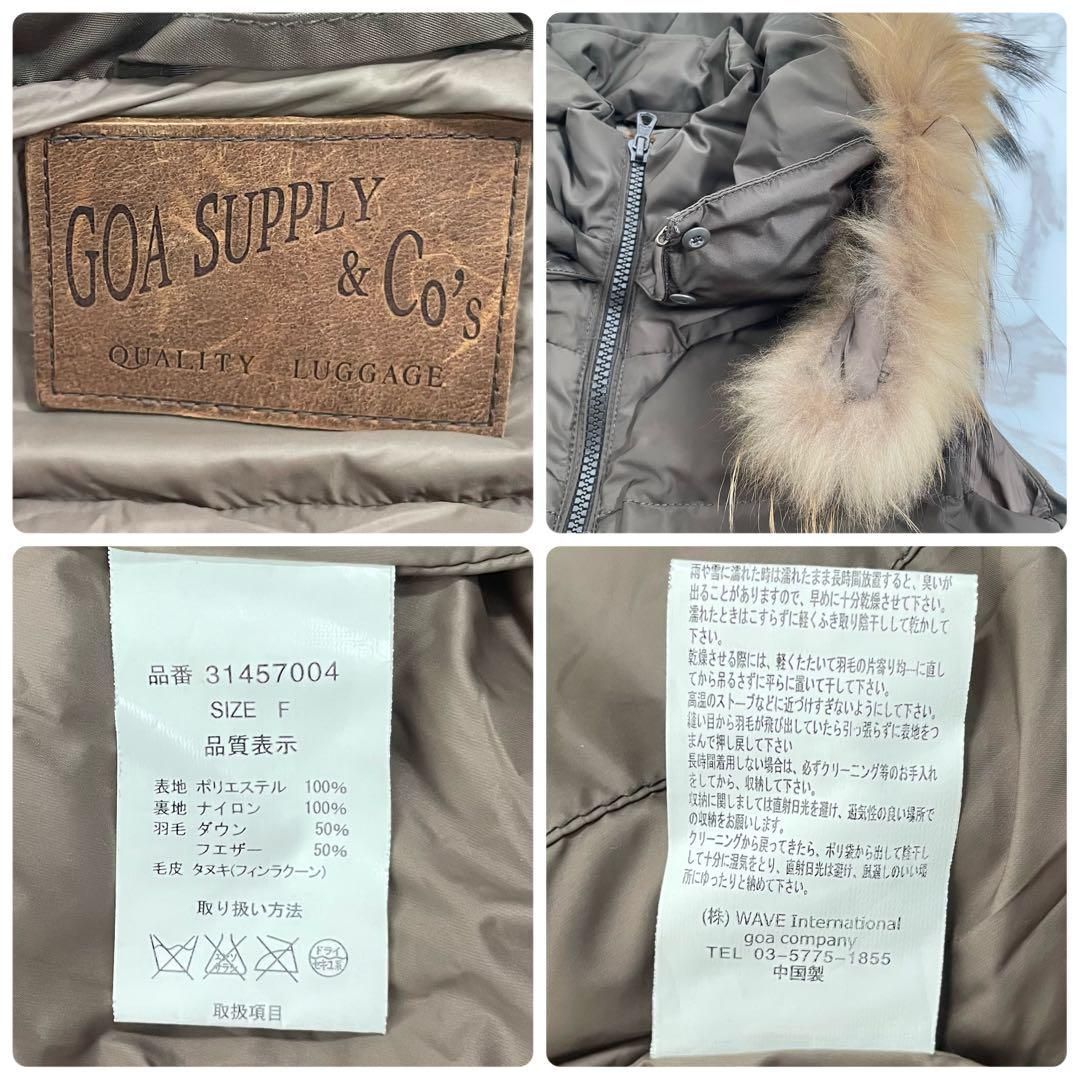 GOA SUPPLY
& Co's
QUALITY LUGGAGE
品番 31457004
SIZE F
品質表示
表地 ポリエステル 100%
裏地 ナイロン 100%
羽毛 ダウン 50%
フエザー 50%
毛皮 タヌキ(フィンラクーン)
取り扱い方法
エンソ サラシ
ドライ
セキユ系
取扱項目
雨や雪に濡れた時は濡れたまま長時間放置すると、臭いが
出ることがありますので、早めに十分乾燥させて下さい。
濡れたときはこすらずに軽くふき取り陰干しして乾かして
下さい。
乾燥させる際には、軽くたたいて羽毛の片寄り均一に直し
てから吊るさずに平らに置いて干して下さい。
高温のストーブなどに近づけすぎないようにして下さい。
縫い目から羽毛が飛び出していたら引っ張らずに表地をつ
まんで押し戻して下さい
長時間着用しない場合は、必ずクリーニング等のお手入れ
をしてから、収納して下さい。
収納に関しましては直射日光を避け、通気性の良い場所で
の収納をお願いします。
クリーニングから戻ってきたら、ポリ袋から出して陰干し
して十分に湿気をとり、直射日光は避け、風通しのいい場
所にゆったりと納めて下さい。
(株) WAVE International
goa company
TEL 03-5775-1855
中国製